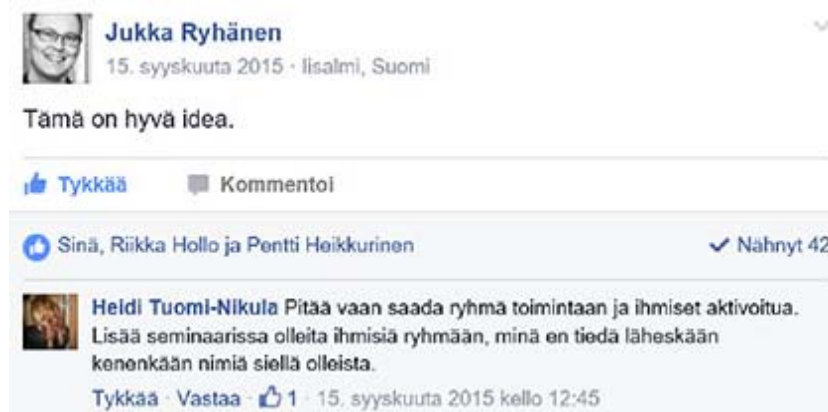 Jukka Ryhänen
15. syyskuuta 2015 · Iisalmi, Suomi
Tämä on hyvä idea.
Tykkää Kommentoi
Sinä, Riikka Hollo ja Pentti Heikkurinen Nähnyt 42
Heidi Tuomi-Nikula Pitää vaan saada ryhmä toimintaan ja ihmiset aktivoitua.
Lisää seminaarissa olleita ihmisiä ryhmään, minä en tiedä läheskään
kenenkään nimiä siellä olleista.
Tykkää · Vastaa · 1 · 15. syyskuuta 2015 kello 12:45